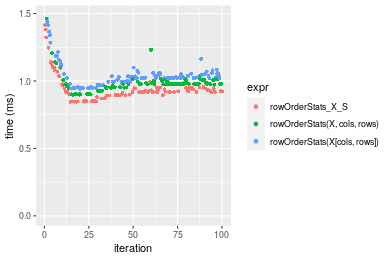 1.5
1.0
0.5
0.0
time (ms)
0
25
50
75
100
iteration
expr
rowOrderStats_X_S
rowOrderStats(X, cols, rows)
rowOrderStats(X[cols, rows])